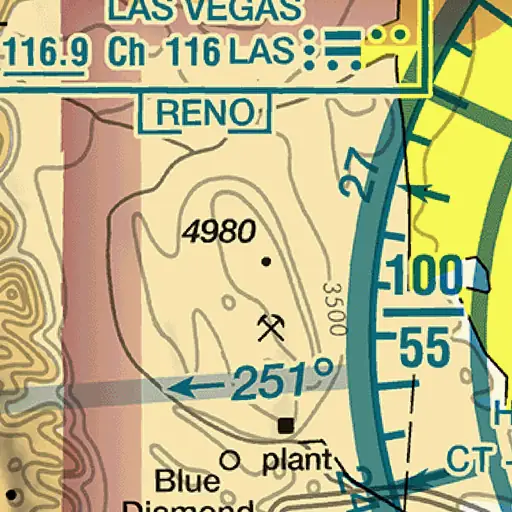 LAS VEGAS
116.9 Ch 116 LAS
RENO
27
4980
100
55
3500
251°
CT -
plant
Blue
Diamond